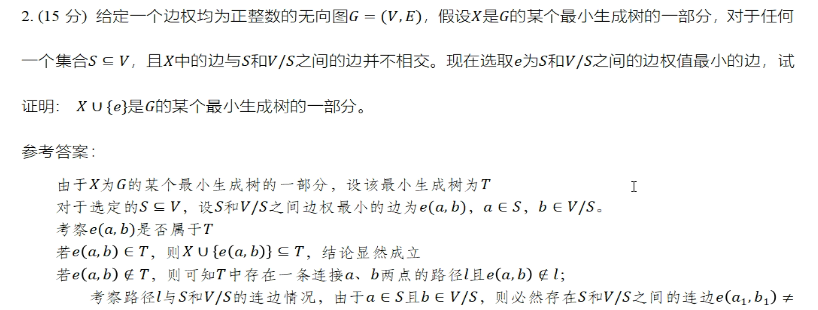 2. (15 分) 给定一个边权均为正整数的无向图G = (V, E)，假设X是G的某个最小生成树的一部分，对于任何
一个集合S ⊆ V，且X中的边与S和V/S之间的边并不相交。现在选取e为S和V/S之间的边权值最小的边，试
证明： X ∪ {e}是G的某个最小生成树的一部分。
参考答案：
由于X为G的某个最小生成树的一部分，设该最小生成树为T
对于选定的S ⊆ V，设S和V/S之间边权最小的边为e(a, b)，a ∈ S，b ∈ V/S。
考察e(a, b)是否属于T
若e(a, b) ∈ T，则X ∪ {e(a, b)} ⊆ T，结论显然成立
若e(a, b) ∉ T，则可知T中存在一条连接a、b两点的路径l且e(a, b) ∉ l；
考察路径l与S和V/S的连边情况，由于a ∈ S且b ∈ V/S，则必然存在S和V/S之间的连边e(a₁, b₁) ≠